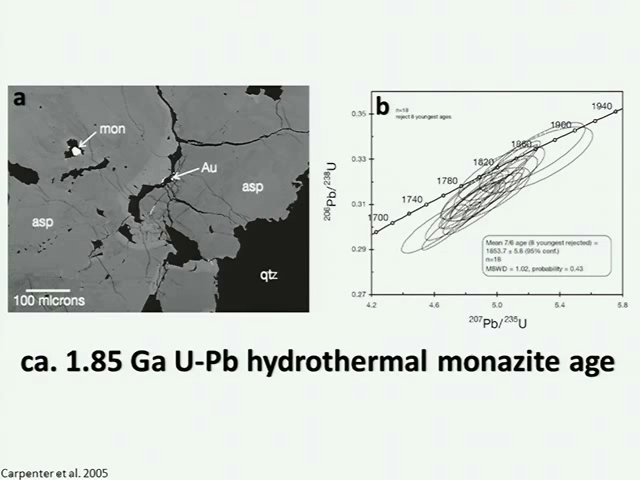 a
mon
Au
asp
asp
qtz
100 microns
b
n=18
reject 8 youngest ages
1940
1900
1860
1820
1780
1740
1700
0.35
0.33
0.31
0.29
0.27
206Pb/238U
4.2 4.6 5.0 5.4 5.8
207Pb/235U
Mean 7/6 age (8 youngest rejected) =
1853.7 ± 5.6 (95% conf.)
n=18
MSWD = 1.02, probability = 0.43
ca. 1.85 Ga U-Pb hydrothermal monazite age
Carpenter et al. 2005